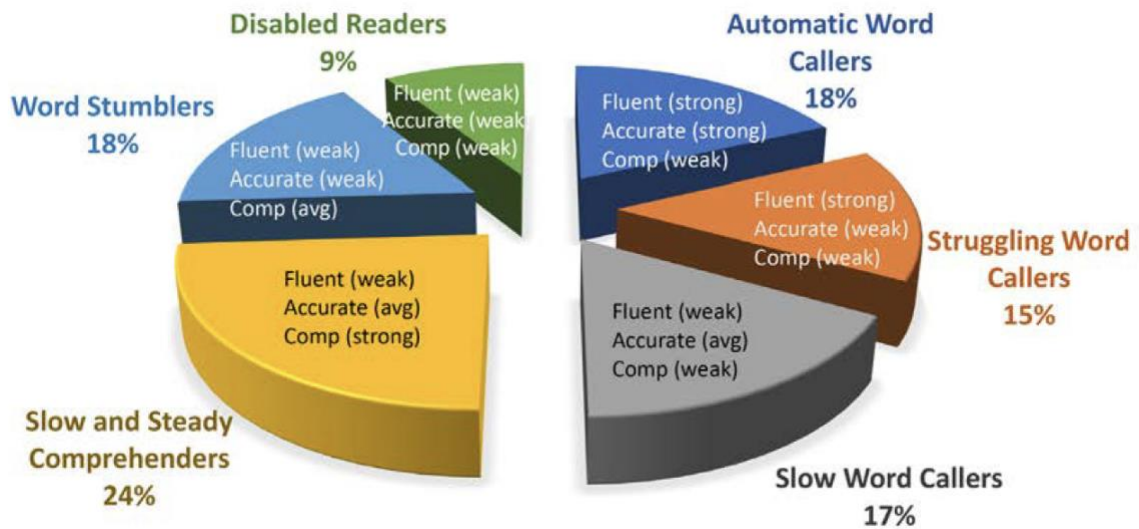 Disabled Readers
9%
Fluent (weak)
Accurate (weak
Comp (weak)
Automatic Word
Callers
18%
Fluent (strong)
Accurate (strong)
Comp (weak)
Word Stumblers
18%
Fluent (weak)
Accurate (weak)
Comp (avg)
Fluent (strong)
Accurate (weak)
Comp (weak)
Struggling Word
Callers
15%
Fluent (weak)
Accurate (avg)
Comp (strong)
Slow and Steady
Comprehenders
24%
Fluent (weak)
Accurate (avg)
Comp (weak)
Slow Word Callers
17%